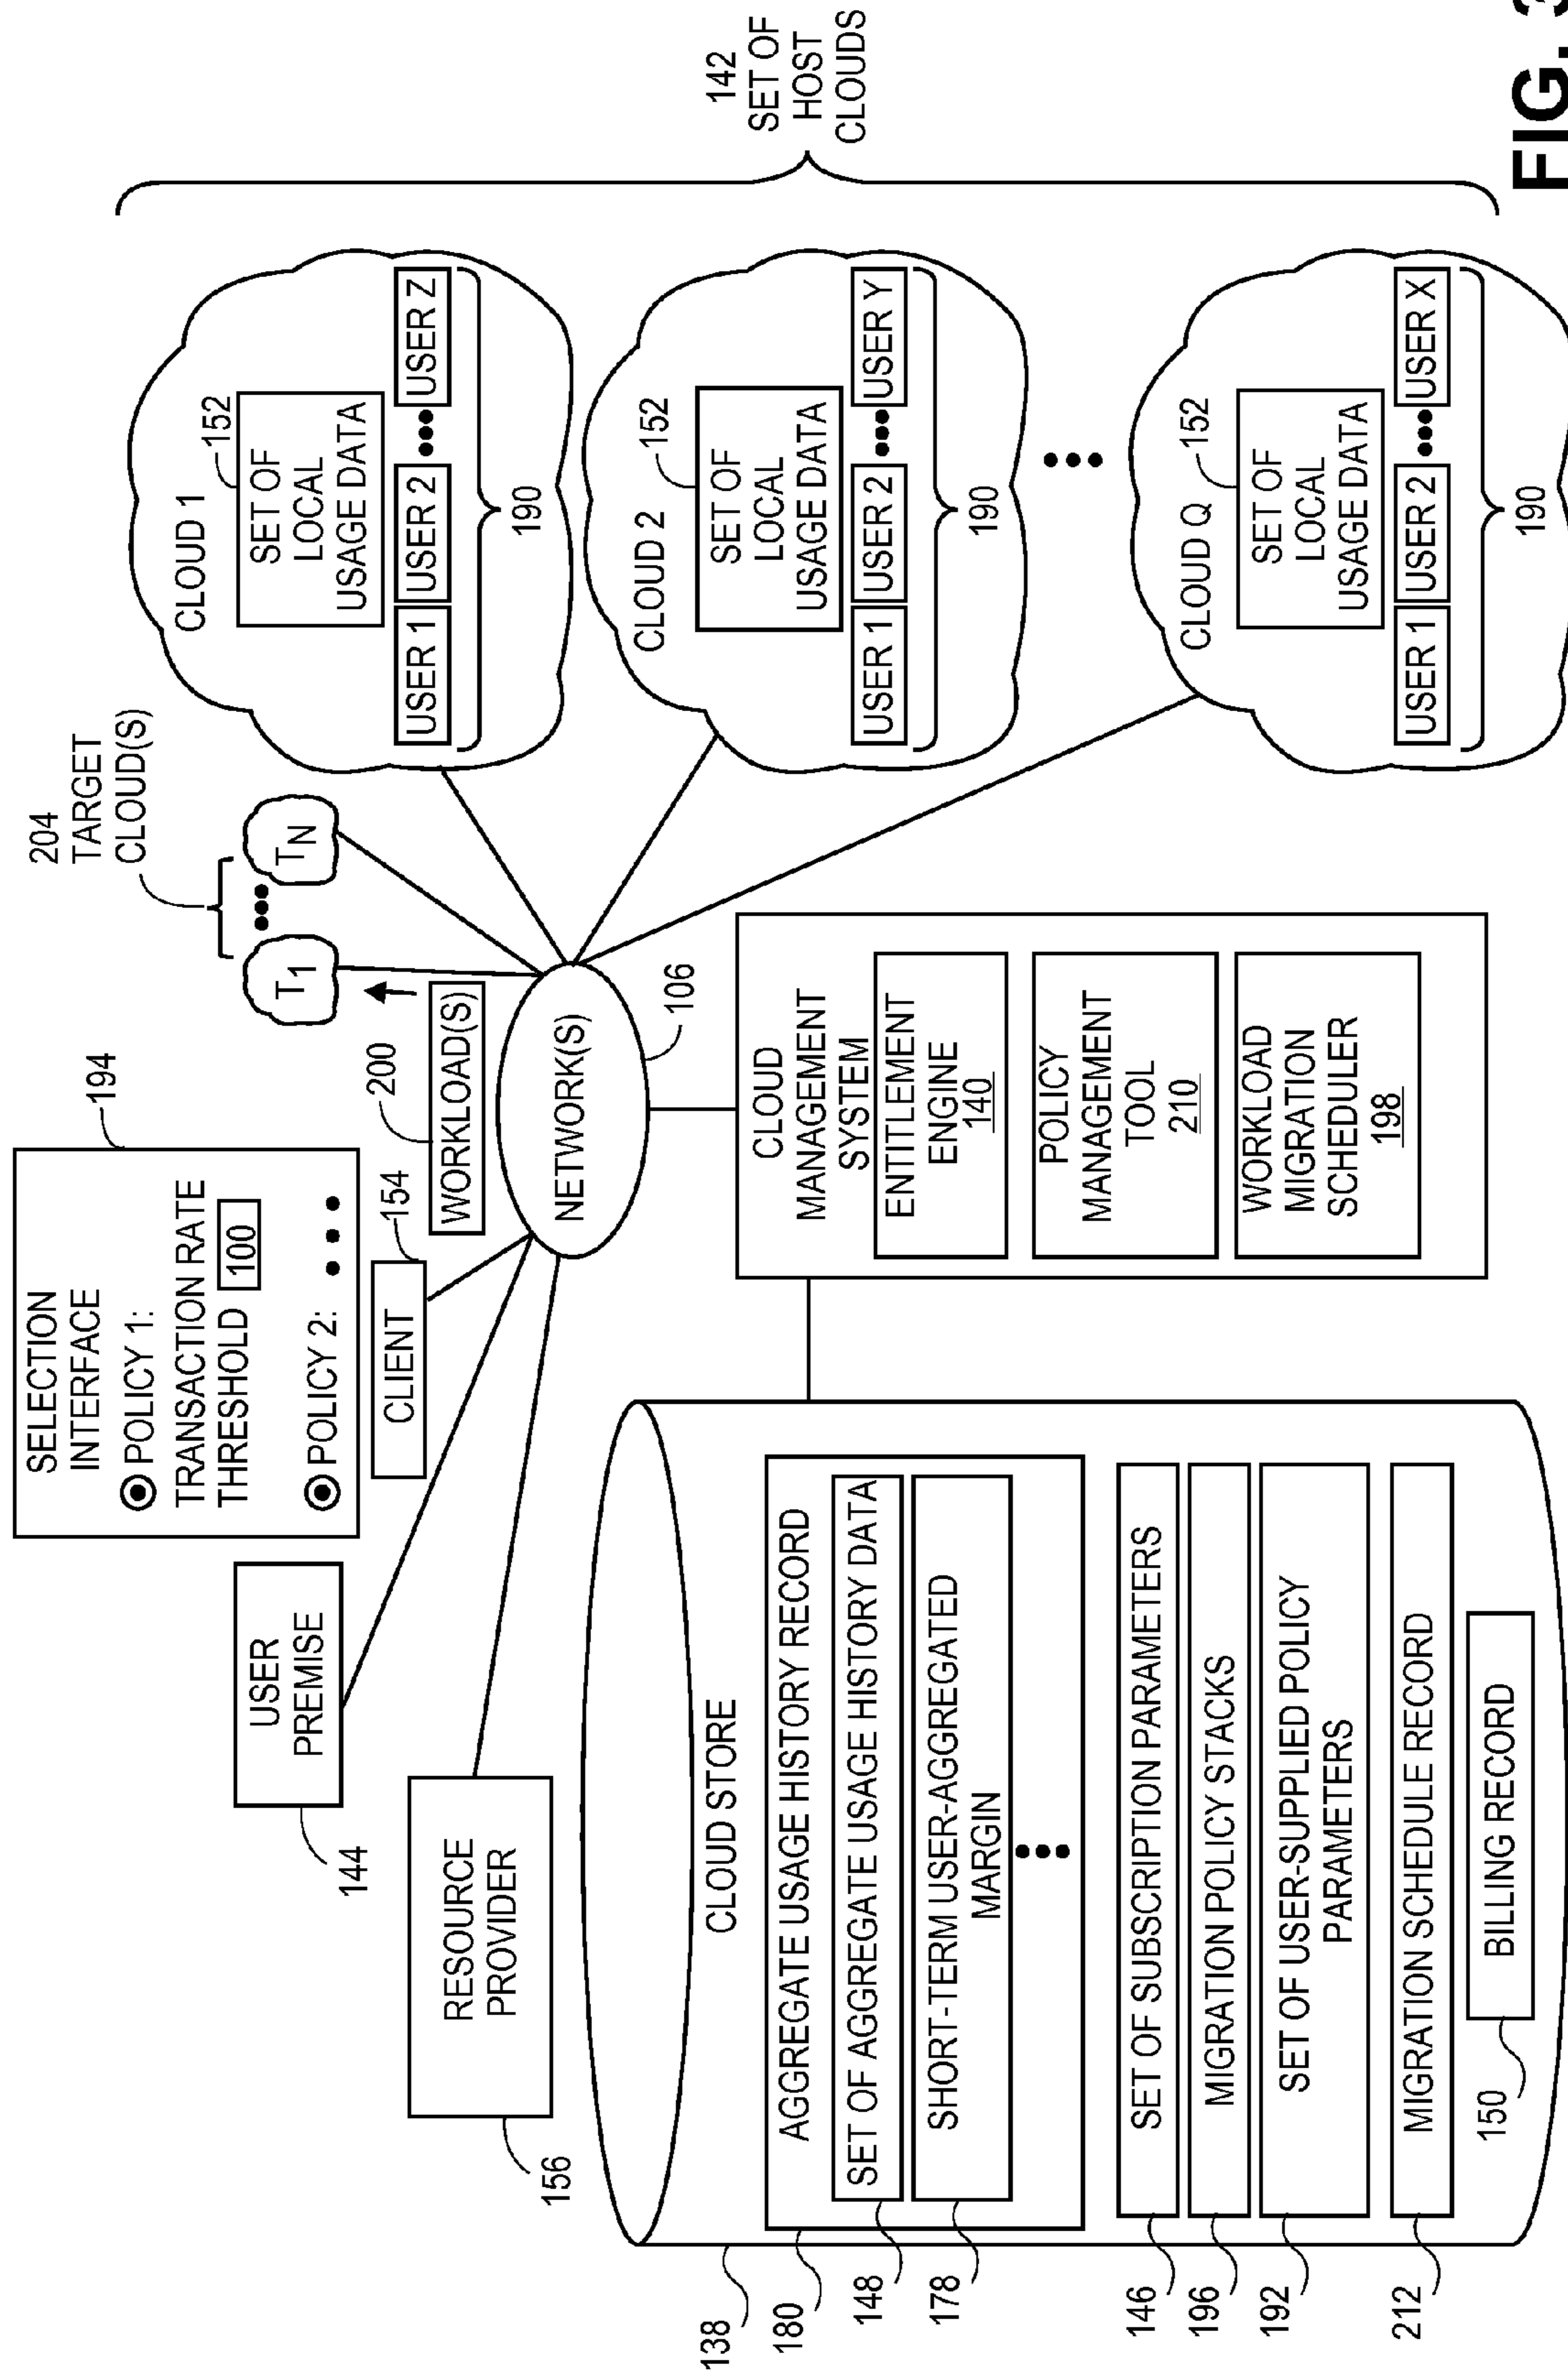 194
SELECTION
INTERFACE
POLICY 1:
TRANSACTION RATE
THRESHOLD 100
POLICY 2:
USER
PREMISE
144
CLIENT
154
RESOURCE
PROVIDER
156
200
WORKLOAD(S)
NETWORK(S)
106
204
TARGET
CLOUD(S)
T1
TN
CLOUD 1
152
SET OF
LOCAL
USAGE DATA
USER 1
USER 2
USER Z
190
CLOUD 2
152
SET OF
LOCAL
USAGE DATA
USER 1
USER 2
USER Y
190
CLOUD Q
152
SET OF
LOCAL
USAGE DATA
USER 1
USER 2
USER X
190
142
SET OF
HOST
CLOUDS
CLOUD
MANAGEMENT
SYSTEM
ENTITLEMENT
ENGINE
140
POLICY
MANAGEMENT
TOOL
210
WORKLOAD
MIGRATION
SCHEDULER
198
CLOUD STORE
138
AGGREGATE USAGE HISTORY RECORD
180
SET OF AGGREGATE USAGE HISTORY DATA
148
SHORT-TERM USER-AGGREGATED
MARGIN
178
SET OF SUBSCRIPTION PARAMETERS
146
MIGRATION POLICY STACKS
196
SET OF USER-SUPPLIED POLICY
PARAMETERS
192
MIGRATION SCHEDULE RECORD
212
BILLING RECORD
150
FIG. 3